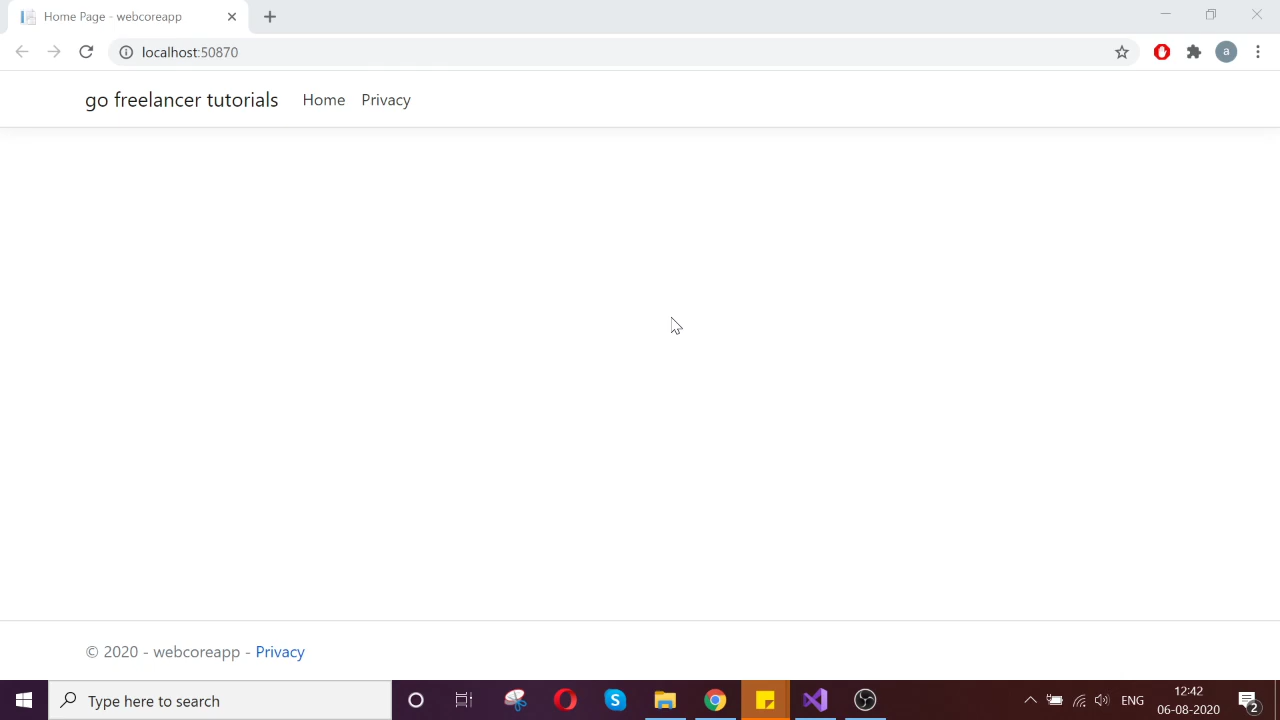 Home Page - webcoreapp
localhost:50870
a
go freelancer tutorials Home Privacy
© 2020 - webcoreapp - Privacy
Type here to search
S
ENG
12:42
06-08-2020
2